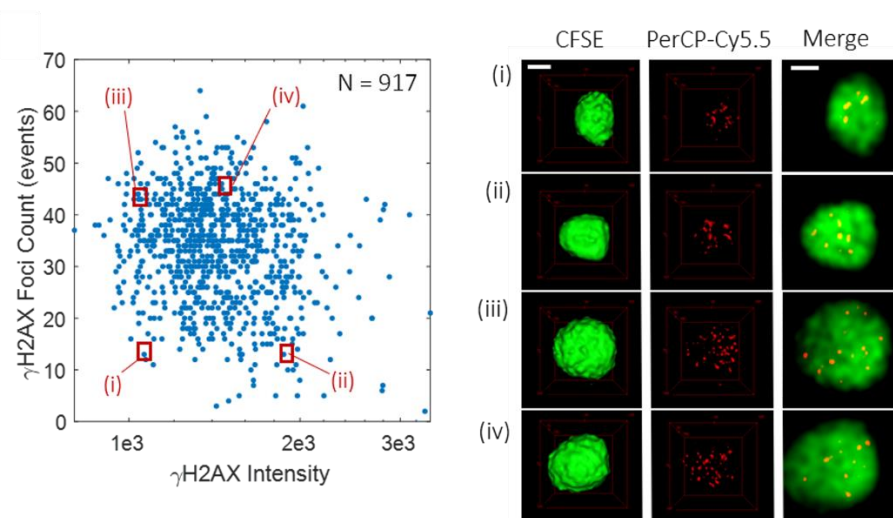 CFSE PerCP-Cy5.5 Merge
N = 917
(iii)
(iv)
(i)
(ii)
γH2AX Foci Count (events)
70
60
50
40
30
20
10
0
1e3 2e3 3e3
γH2AX Intensity
(i)
(ii)
(iii)
(iv)